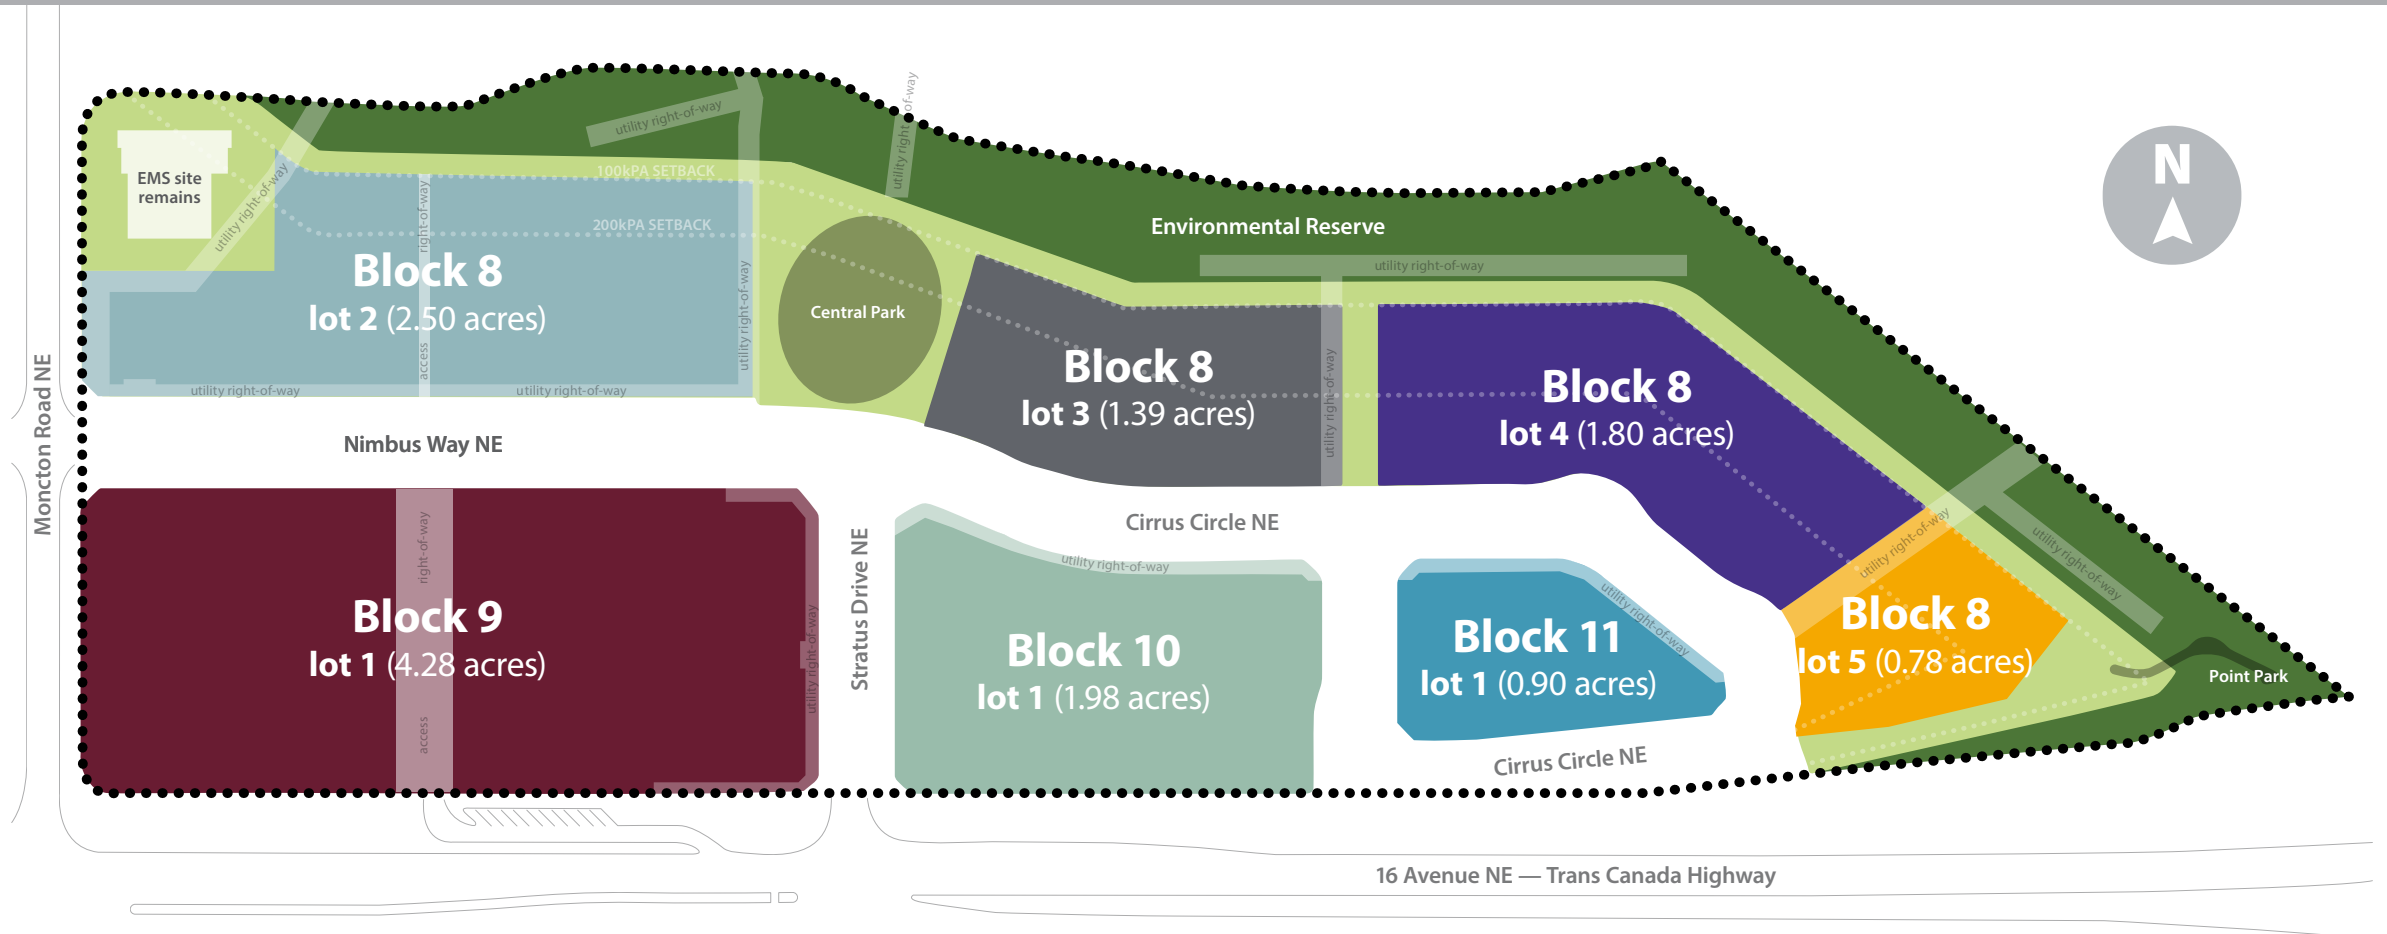 utility right-of-way
utility right-of-way
100kPA SETBACK
N
EMS site
remains
utility right-of-way
right-of-way
200kPA SETBACK
Environmental Reserve
utility right-of-way
Block 8
lot 2 (2.50 acres)
access
utility right-of-way
Central Park
utility right-of-way
utility right-of-way
Block 8
lot 3 (1.39 acres)
utility right-of-way
Block 8
lot 4 (1.80 acres)
Moncton Road NE
Nimbus Way NE
Cirrus Circle NE
utility right-of-way
utility right-of-way
right-of-way
Block 9
lot 1 (4.28 acres)
access
utility right-of-way
Stratus Drive NE
utility right-of-way
Block 10
lot 1 (1.98 acres)
utility right-of-way
Block 11
lot 1 (0.90 acres)
Block 8
lot 5 (0.78 acres)
Point Park
Cirrus Circle NE
16 Avenue NE — Trans Canada Highway